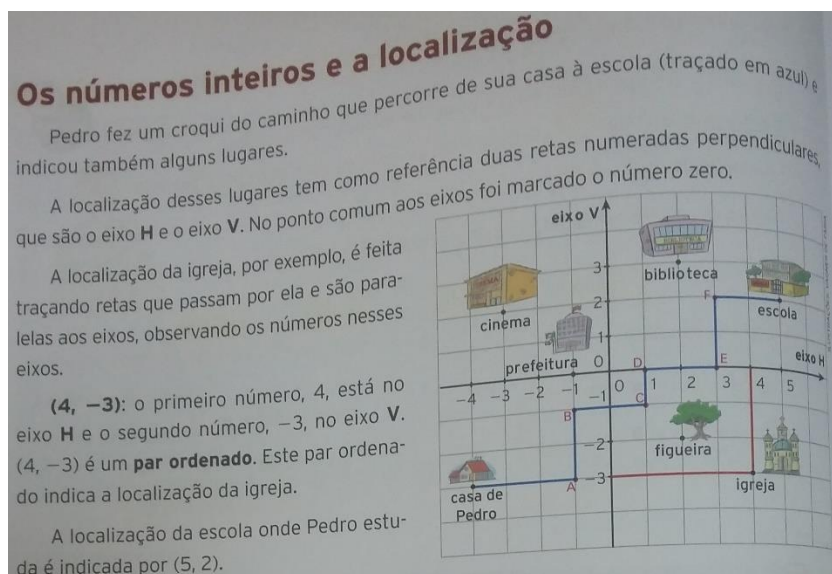 Os números inteiros e a localização
Pedro fez um croqui do caminho que percorre de sua casa à escola (traçado em azul) e
indicou também alguns lugares.
A localização desses lugares tem como referência duas retas numeradas perpendiculares,
que são o eixo H e o eixo V. No ponto comum aos eixos foi marcado o número zero.
A localização da igreja, por exemplo, é feita
traçando retas que passam por ela e são para-
lelas aos eixos, observando os números nesses
eixos.
(4, −3): o primeiro número, 4, está no
eixo H e o segundo número, −3, no eixo V.
(4, −3) é um par ordenado. Este par ordena-
do indica a localização da igreja.
A localização da escola onde Pedro estu-
da é indicada por (5, 2).
eixo V
BIBLIOTECA
3
biblioteca
2
F
escola
cinema
1
prefeitura
0
D
E
eixo H
−4 −3 −2 −1 0 1 2 3 4 5
−1
C
B
−2
figueira
−3
A
casa de
Pedro
igreja